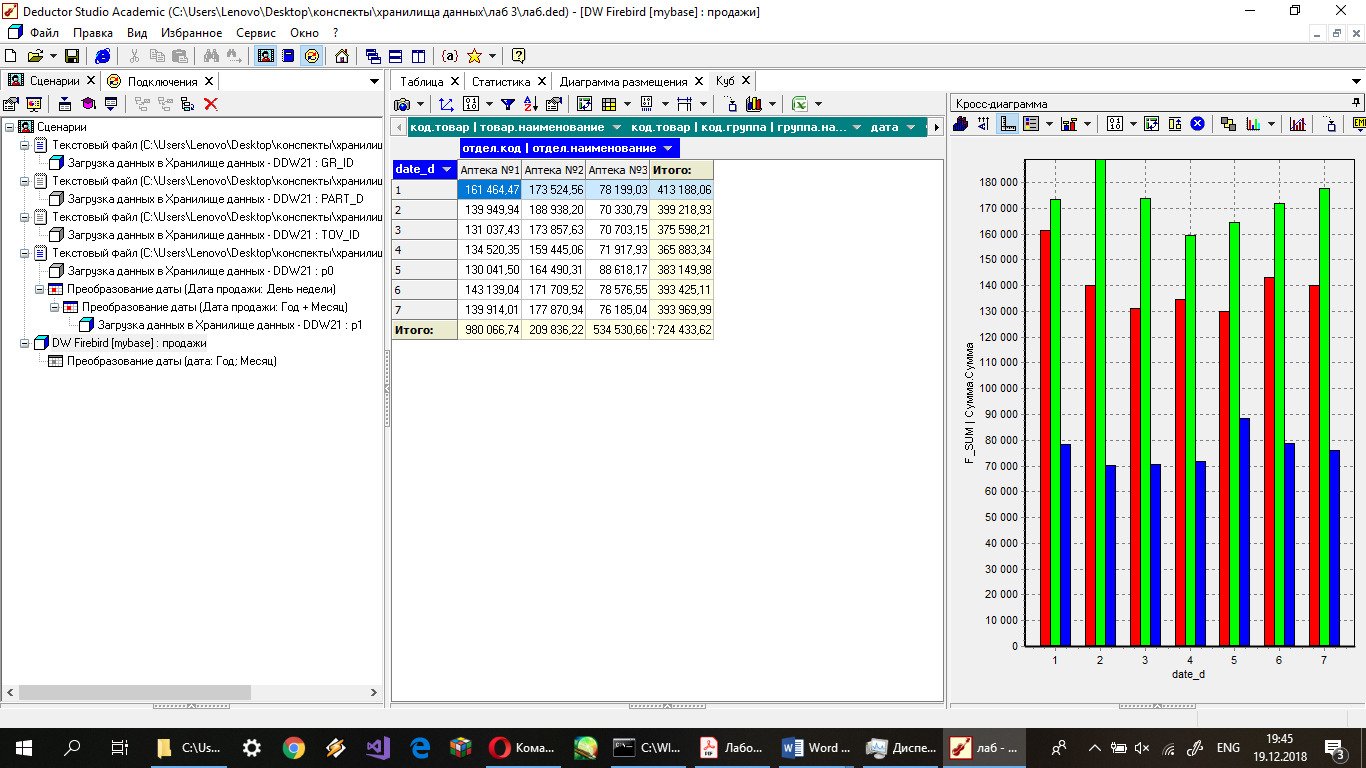 Deductor Studio Academic (C:\Users\Lenovo\Desktop\конспекты\хранилища данных\лаб 3\лаб.ded) - [DW Firebird [mybase] : продажи]
Файл Правка Вид Избранное Сервис Окно ?
{a}
Сценарии X Подключения X
Таблица X Статистика X Диаграмма размещения X Куб X
Кросс-диаграмма
Сценарии
Текстовый файл (C:\Users\Lenovo\Desktop\конспекты\хранилищ
Загрузка данных в Хранилище данных - DDW21 : GR_ID
Текстовый файл (C:\Users\Lenovo\Desktop\конспекты\хранилищ
Загрузка данных в Хранилище данных - DDW21 : PART_D
Текстовый файл (C:\Users\Lenovo\Desktop\конспекты\хранилищ
Загрузка данных в Хранилище данных - DDW21 : TOV_ID
Текстовый файл (C:\Users\Lenovo\Desktop\конспекты\хранилищ
Загрузка данных в Хранилище данных - DDW21 : p0
Преобразование даты (Дата продажи: День недели)
Преобразование даты (Дата продажи: Год + Месяц)
Загрузка данных в Хранилище данных - DDW21 : p1
DW Firebird [mybase] : продажи
Преобразование даты (дата: Год; Месяц)
код.товар | товар.наименование код.товар | код.группа | группа.на... дата
отдел.код | отдел.наименование
date_d Аптека №1 Аптека №2 Аптека №3 Итого:
1 161 464,47 173 524,56 78 199,03 413 188,06
2 139 949,94 188 938,20 70 330,79 399 218,93
3 131 037,43 173 857,63 70 703,15 375 598,21
4 134 520,35 159 445,06 71 917,93 365 883,34
5 130 041,50 164 490,31 88 618,17 383 149,98
6 143 139,04 171 709,52 78 576,55 393 425,11
7 139 914,01 177 870,94 76 185,04 393 969,99
Итого: 980 066,74 209 836,22 534 530,66 724 433,62
180 000
170 000
160 000
150 000
140 000
130 000
120 000
110 000
100 000
90 000
80 000
70 000
60 000
50 000
40 000
30 000
20 000
10 000
0
F_SUM | Сумма.Сумма
1 2 3 4 5 6 7
date_d
C:\Us... Кома... C:\WI... Лабо... Word ... Диспе... лаб - ...
ENG
19:45
19.12.2018
3